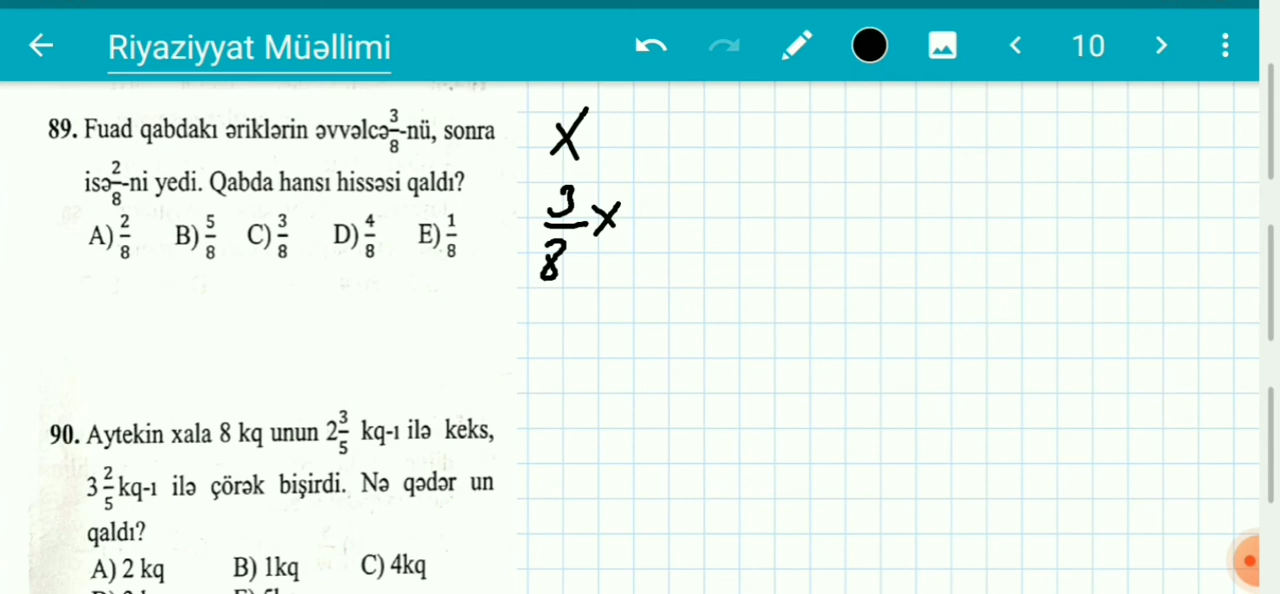 Riyaziyyat Müəllimi
10
89. Fuad qabdakı əriklərin əvvəlcə 3/8-nü, sonra
isə 2/8-ni yedi. Qabda hansı hissəsi qaldı?
A) 2/8 B) 5/8 C) 3/8 D) 4/8 E) 1/8
X
3/8 X
90. Aytekin xala 8 kq unun 2 3/5 kq-ı ilə keks,
3 2/5 kq-ı ilə çörək bişirdi. Nə qədər un
qaldı?
A) 2 kq B) 1kq C) 4kq